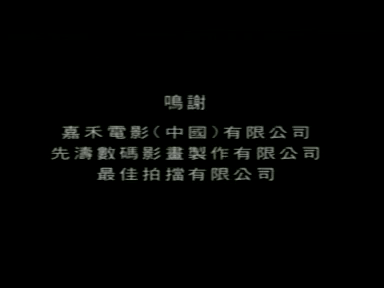 鳴謝
嘉禾電影(中國)有限公司
先濤數碼影畫製作有限公司
最佳拍擋有限公司